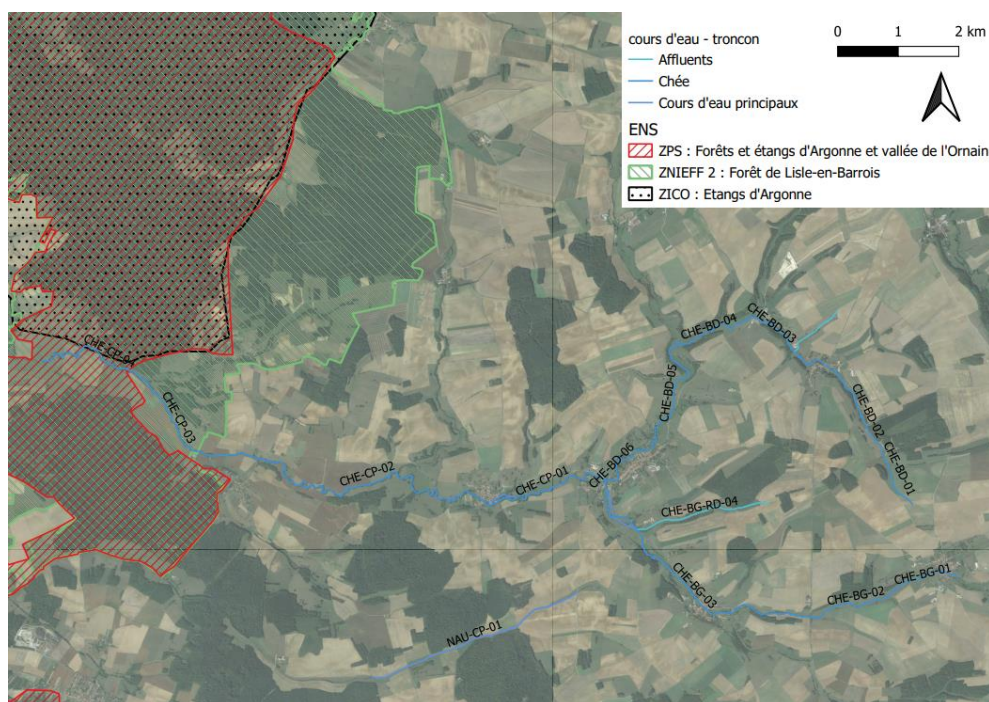 cours d'eau - troncon
Affluents
Chée
Cours d'eau principaux
ENS
ZPS : Forêts et étangs d'Argonne et vallée de l'Ornain
ZNIEFF 2 : Forêt de Lisle-en-Barrois
ZICO : Etangs d'Argonne
0 1 2 km
CHE-BD-04
CHE-BD-03
CHE-CP-04
CHE-BD-05
CHE-CP-03
CHE-BD-02
CHE-BD-06
CHE-CP-02
CHE-CP-01
CHE-BD-01
CHE-BG-RD-04
CHE-BG-01
CHE-BG-03
CHE-BG-02
NAU-CP-01